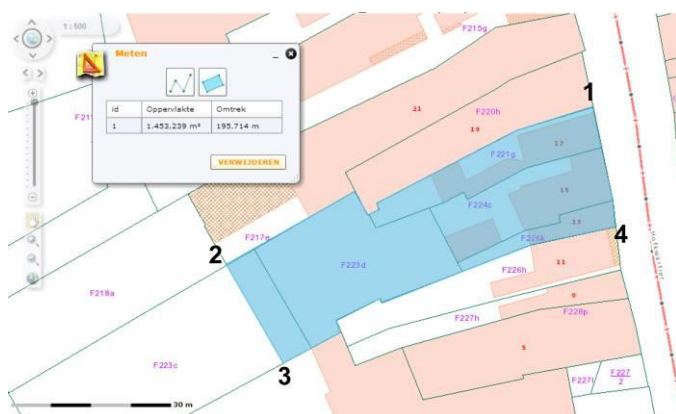 1:500
Meten
id Oppervlakte Omtrek
1 1.453,239 m² 195,714 m
VERWIJDEREN
F215g
21
F220h
19
1
F221g
17
F224c
15
13
4
2
F217e
F223d
F226h
11
F218a
9
F227h
F228p
F223c
5
3
F227l
F227
2
Hofkwartier
30 m